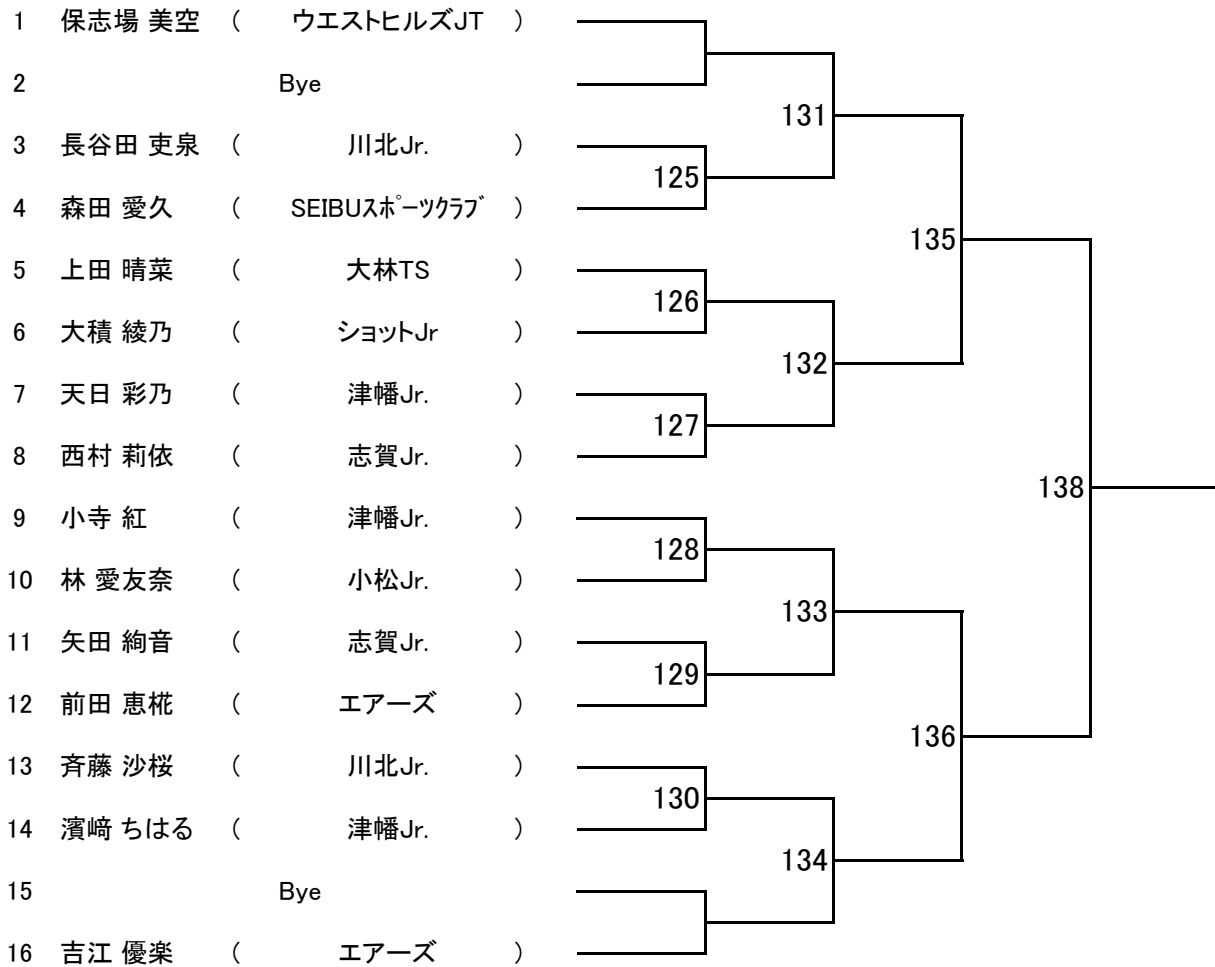 1 保志場 美空 ( ウエストヒルズJT )
2 Bye
131
3 長谷田 吏泉 ( 川北Jr. )
125
4 森田 愛久 ( SEIBUスポーツクラブ )
135
5 上田 晴菜 ( 大林TS )
126
6 大積 綾乃 ( ショットJr )
132
7 天日 彩乃 ( 津幡Jr. )
127
8 西村 莉依 ( 志賀Jr. )
138
9 小寺 紅 ( 津幡Jr. )
128
10 林 愛友奈 ( 小松Jr. )
133
11 矢田 絢音 ( 志賀Jr. )
129
12 前田 恵椛 ( エアーズ )
136
13 斉藤 沙桜 ( 川北Jr. )
130
14 濱﨑 ちはる ( 津幡Jr. )
134
15 Bye
16 吉江 優楽 ( エアーズ )